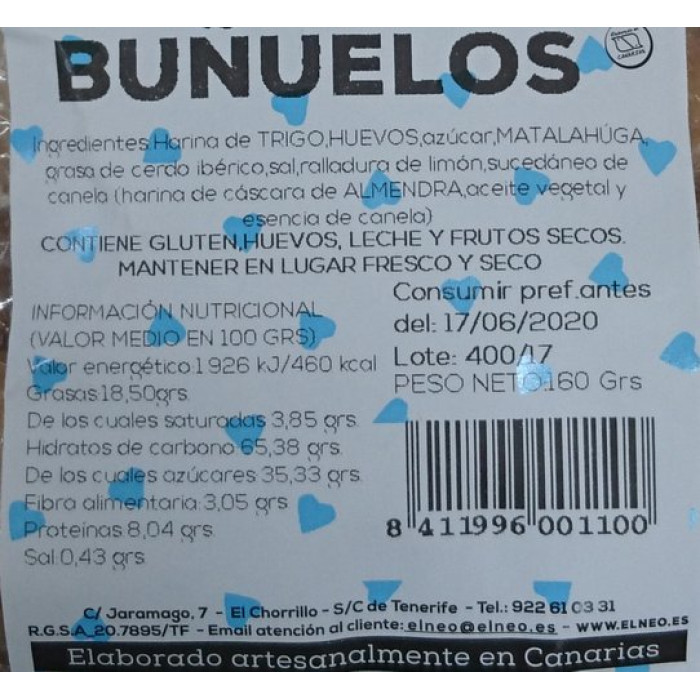 BUÑUELOS
Ingredientes:Harina de TRIGO,HUEVOS,azúcar,MATALAHÚGA,
grasa de cerdo ibérico,sal,ralladura de limón,sucedáneo de
canela (harina de cáscara de ALMENDRA,aceite vegetal y
esencia de canela)
CONTIENE GLUTEN,HUEVOS, LECHE Y FRUTOS SECOS.
MANTENER EN LUGAR FRESCO Y SECO
INFORMACIÓN NUTRICIONAL
(VALOR MEDIO EN 100 GRS)
Valor energético:1926 kJ/460 kcal
Grasas:18,50grs
De los cuales saturadas 3,85 grs
Hidratos de carbono 65,38 grs.
De los cuales azúcares 35,33 grs.
Fibra alimentaria:3,05 grs
Proteínas 8,04 grs
Sal:0,43 grs
Consumir pref.antes
del: 17/06/2020
Lote: 400/17
PESO NETO:160 Grs
8 411996 001100
C/ Jaramago, 7 - El Chorrillo - S/C de Tenerife - Tel.: 922 61 03 31
R.G.S.A. 20.7895/TF - Email atención al cliente: elneo@elneo.es - WWW.ELNEO.ES
Elaborado artesanalmente en Canarias